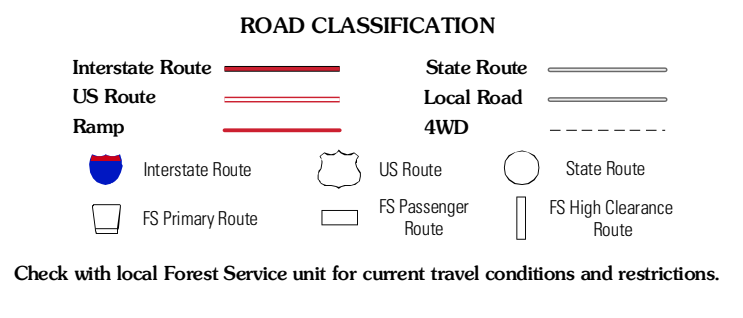 ROAD CLASSIFICATION
Interstate Route State Route
US Route Local Road
Ramp 4WD
Interstate Route US Route State Route
FS Primary Route FS Passenger Route FS High Clearance Route
Check with local Forest Service unit for current travel conditions and restrictions.